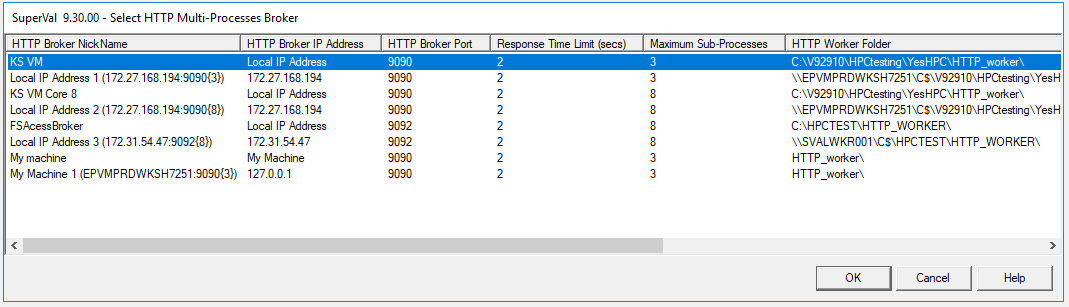 SuperVal 9.30.00 - Select HTTP Multi-Processes Broker
HTTP Broker NickName HTTP Broker IP Address HTTP Broker Port Response Time Limit (secs) Maximum Sub-Processes HTTP Worker Folder
KS VM Local IP Address 9090 2 3 C:\V92910\HPCtesting\YesHPC\HTTP_worker\
Local IP Address 1 (172.27.168.194:9090{3}) 172.27.168.194 9090 2 3 \\EPVMPRDWKSH7251\C$\V92910\HPCtesting\YesH
KS VM Core 8 Local IP Address 9090 2 8 C:\V92910\HPCtesting\YesHPC\HTTP_worker\
Local IP Address 2 (172.27.168.194:9090{8}) 172.27.168.194 9090 2 8 \\EPVMPRDWKSH7251\C$\V92910\HPCtesting\YesH
FSAcessBroker Local IP Address 9092 2 8 C:\HPCTEST\HTTP_WORKER\
Local IP Address 3 (172.31.54.47:9092{8}) 172.31.54.47 9092 2 8 \\SVALWKR001\C$\HPCTEST\HTTP_WORKER\
My machine My Machine 9090 2 3 HTTP_worker\
My Machine 1 (EPVMPRDWKSH7251:9090{3}) 127.0.0.1 9090 2 3 HTTP_worker\
OK Cancel Help